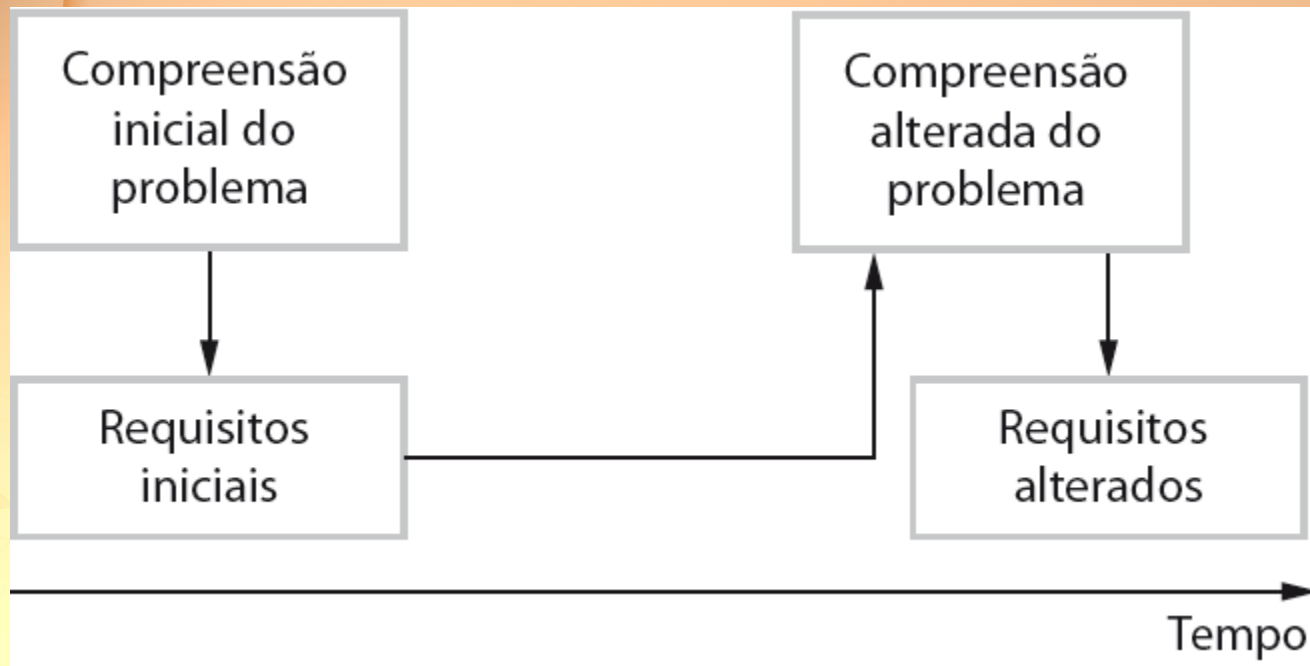 Compreensão
inicial do
problema
Requisitos
iniciais
Compreensão
alterada do
problema
Requisitos
alterados
Tempo